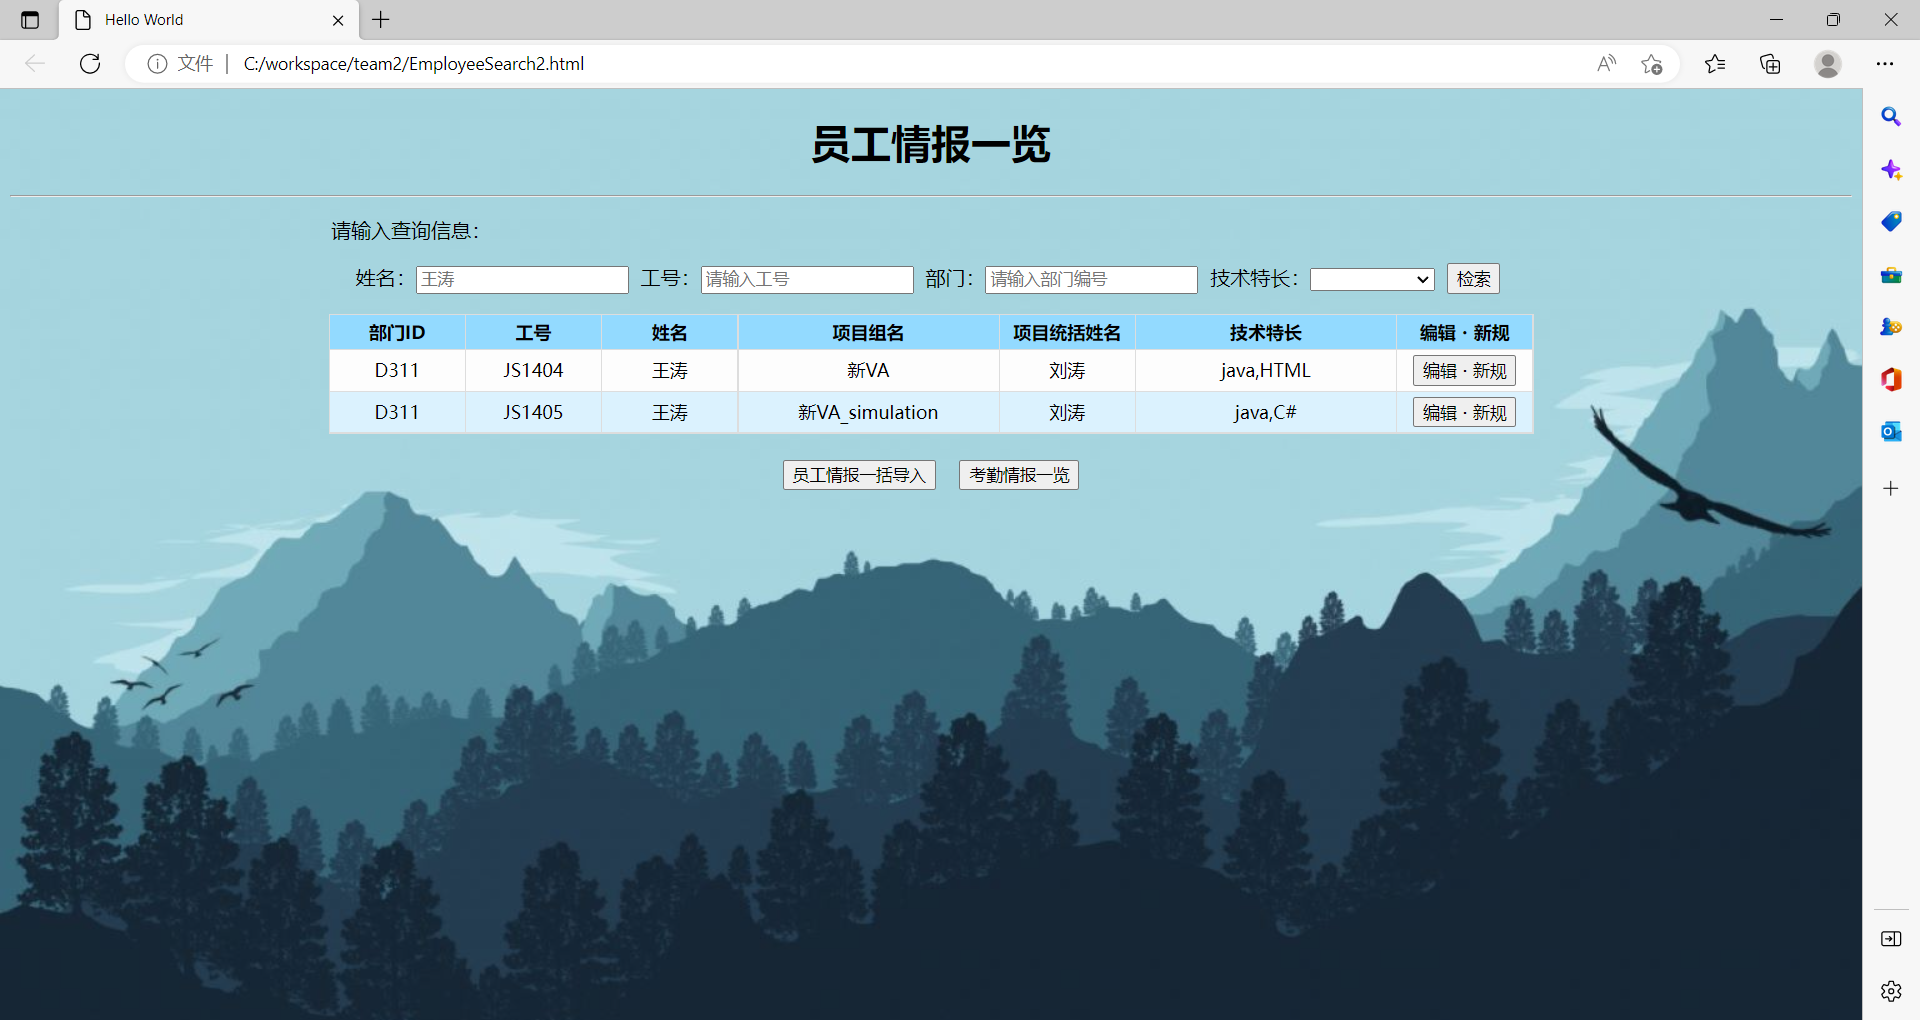 Hello World
文件 | C:/workspace/team2/EmployeeSearch2.html
员工情报一览
请输入查询信息：
姓名： 王涛 工号： 请输入工号 部门： 请输入部门编号 技术特长： 检索
部门ID 工号 姓名 项目组名 项目统括姓名 技术特长 编辑 · 新规
D311 JS1404 王涛 新VA 刘涛 java,HTML 编辑 · 新规
D311 JS1405 王涛 新VA_simulation 刘涛 java,C# 编辑 · 新规
员工情报一括导入 考勤情报一览